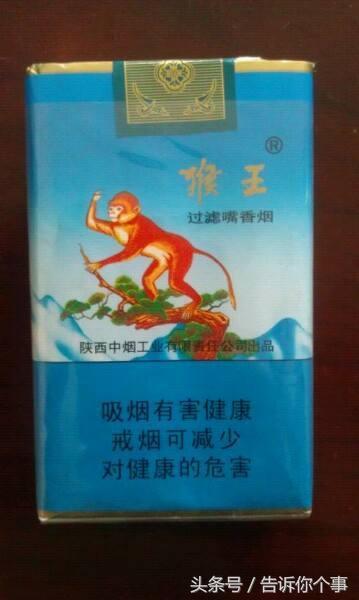 猴王®
过滤嘴香烟
陕西中烟工业有限责任公司出品
吸烟有害健康
戒烟可减少
对健康的危害
头条号/告诉你个事